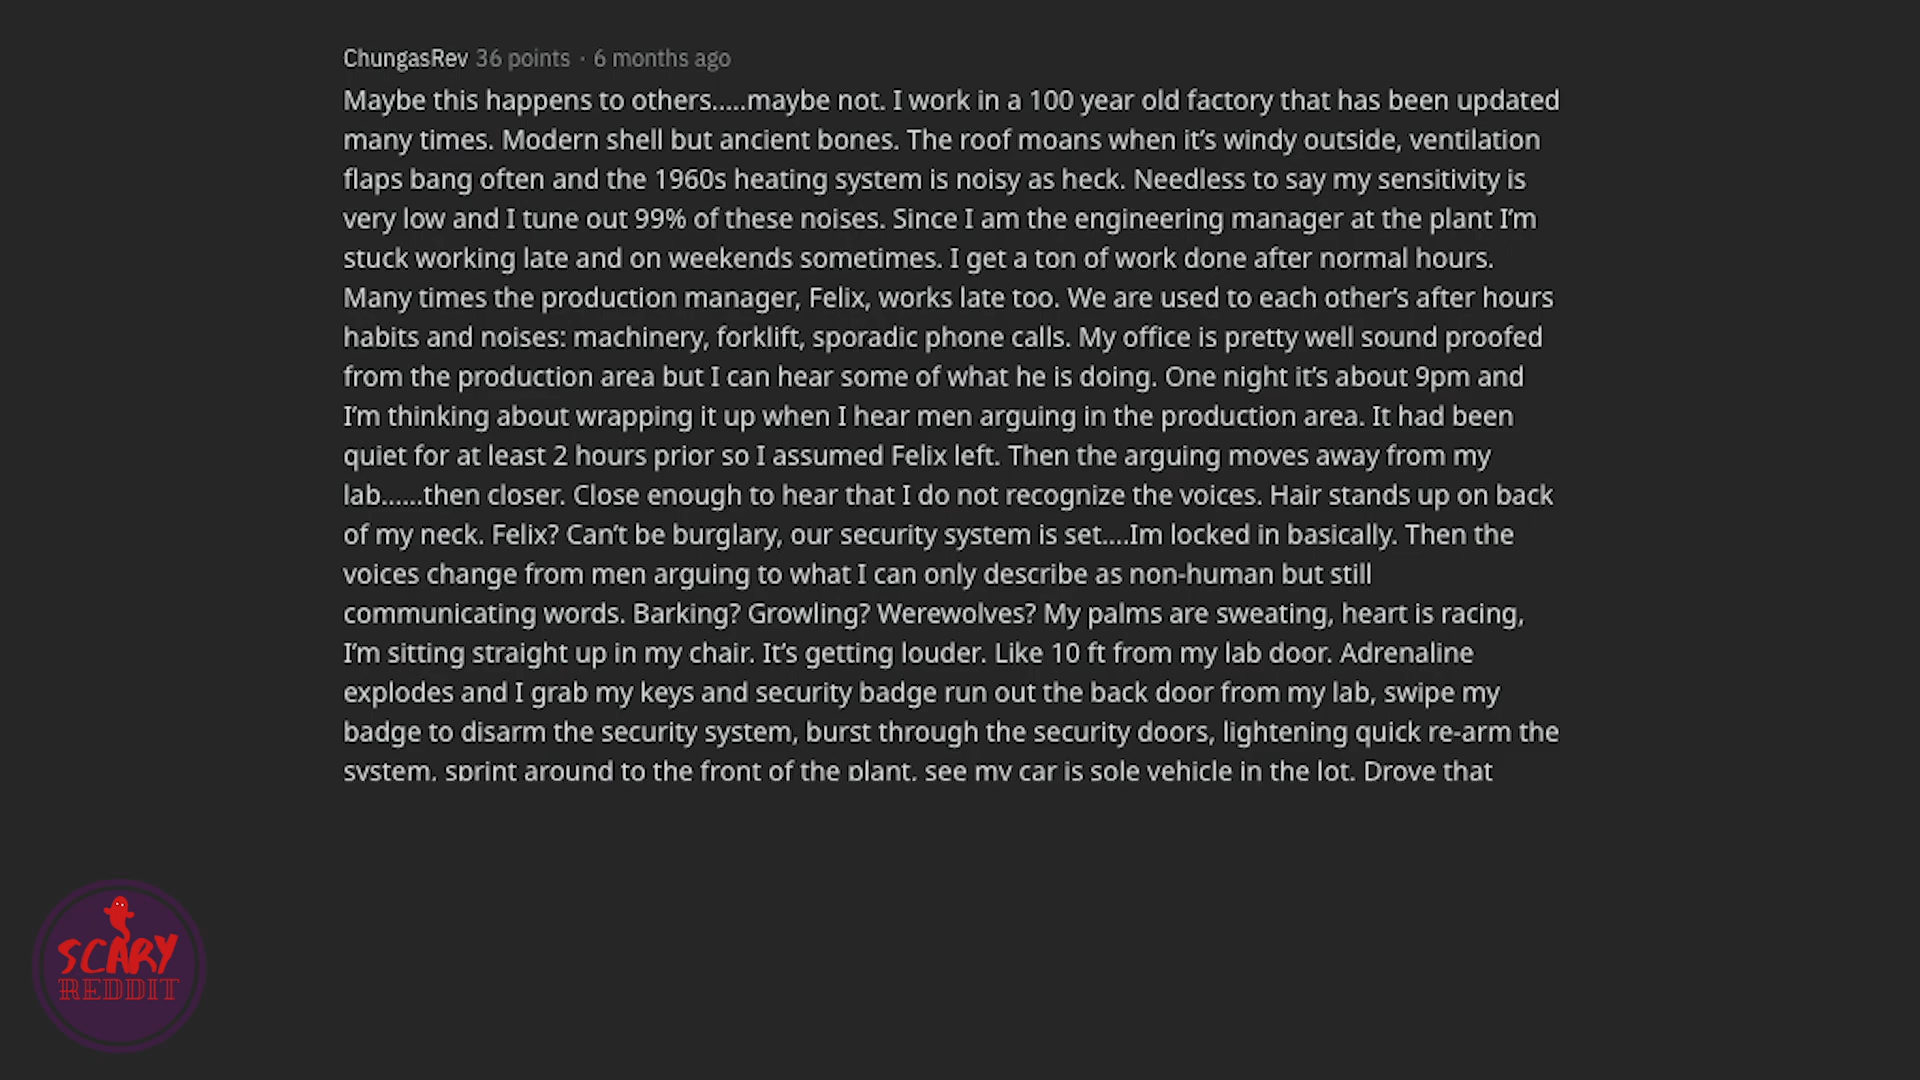 ChungasRev 36 points · 6 months ago
Maybe this happens to others.....maybe not. I work in a 100 year old factory that has been updated
many times. Modern shell but ancient bones. The roof moans when it’s windy outside, ventilation
flaps bang often and the 1960s heating system is noisy as heck. Needless to say my sensitivity is
very low and I tune out 99% of these noises. Since I am the engineering manager at the plant I’m
stuck working late and on weekends sometimes. I get a ton of work done after normal hours.
Many times the production manager, Felix, works late too. We are used to each other’s after hours
habits and noises: machinery, forklift, sporadic phone calls. My office is pretty well sound proofed
from the production area but I can hear some of what he is doing. One night it’s about 9pm and
I’m thinking about wrapping it up when I hear men arguing in the production area. It had been
quiet for at least 2 hours prior so I assumed Felix left. Then the arguing moves away from my
lab......then closer. Close enough to hear that I do not recognize the voices. Hair stands up on back
of my neck. Felix? Can’t be burglary, our security system is set....Im locked in basically. Then the
voices change from men arguing to what I can only describe as non-human but still
communicating words. Barking? Growling? Werewolves? My palms are sweating, heart is racing,
I’m sitting straight up in my chair. It’s getting louder. Like 10 ft from my lab door. Adrenaline
explodes and I grab my keys and security badge run out the back door from my lab, swipe my
badge to disarm the security system, burst through the security doors, lightening quick re-arm the
system, sprint around to the front of the plant, see my car is sole vehicle in the lot. Drove that
SCARY
REDDIT